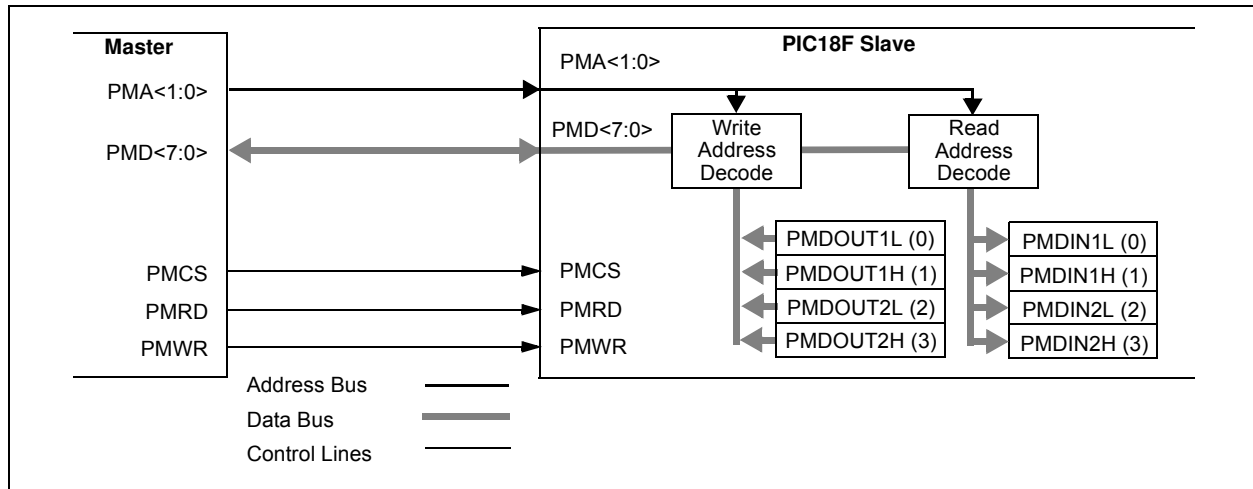 Master
PIC18F Slave
PMA<1:0>
PMA<1:0>
PMD<7:0>
PMD<7:0>
Write
Address
Decode
Read
Address
Decode
PMDOUT1L (0)
PMDIN1L (0)
PMCS
PMCS
PMDOUT1H (1)
PMDIN1H (1)
PMRD
PMRD
PMDOUT2L (2)
PMDIN2L (2)
PMWR
PMWR
PMDOUT2H (3)
PMDIN2H (3)
Address Bus
Data Bus
Control Lines